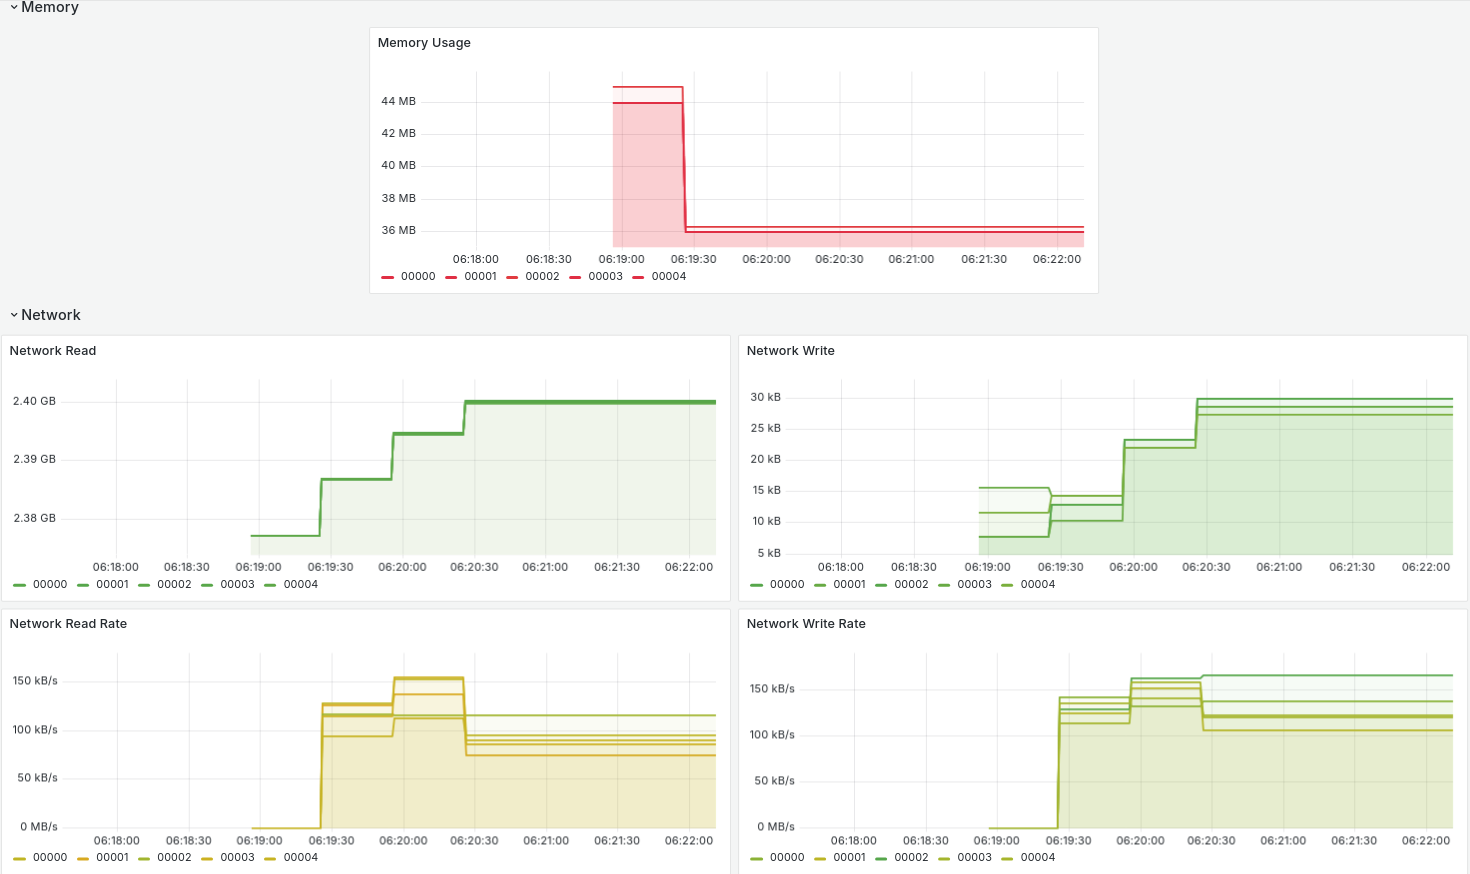 Memory
Memory Usage
44 MB
42 MB
40 MB
38 MB
36 MB
06:18:00 06:18:30 06:19:00 06:19:30 06:20:00 06:20:30 06:21:00 06:21:30 06:22:00
00000 00001 00002 00003 00004
Network
Network Read
2.40 GB
2.39 GB
2.38 GB
06:18:00 06:18:30 06:19:00 06:19:30 06:20:00 06:20:30 06:21:00 06:21:30 06:22:00
00000 00001 00002 00003 00004
Network Write
30 kB
25 kB
20 kB
15 kB
10 kB
5 kB
06:18:00 06:18:30 06:19:00 06:19:30 06:20:00 06:20:30 06:21:00 06:21:30 06:22:00
00000 00001 00002 00003 00004
Network Read Rate
150 kB/s
100 kB/s
50 kB/s
0 MB/s
06:18:00 06:18:30 06:19:00 06:19:30 06:20:00 06:20:30 06:21:00 06:21:30 06:22:00
00000 00001 00002 00003 00004
Network Write Rate
150 kB/s
100 kB/s
50 kB/s
0 MB/s
06:18:00 06:18:30 06:19:00 06:19:30 06:20:00 06:20:30 06:21:00 06:21:30 06:22:00
00000 00001 00002 00003 00004